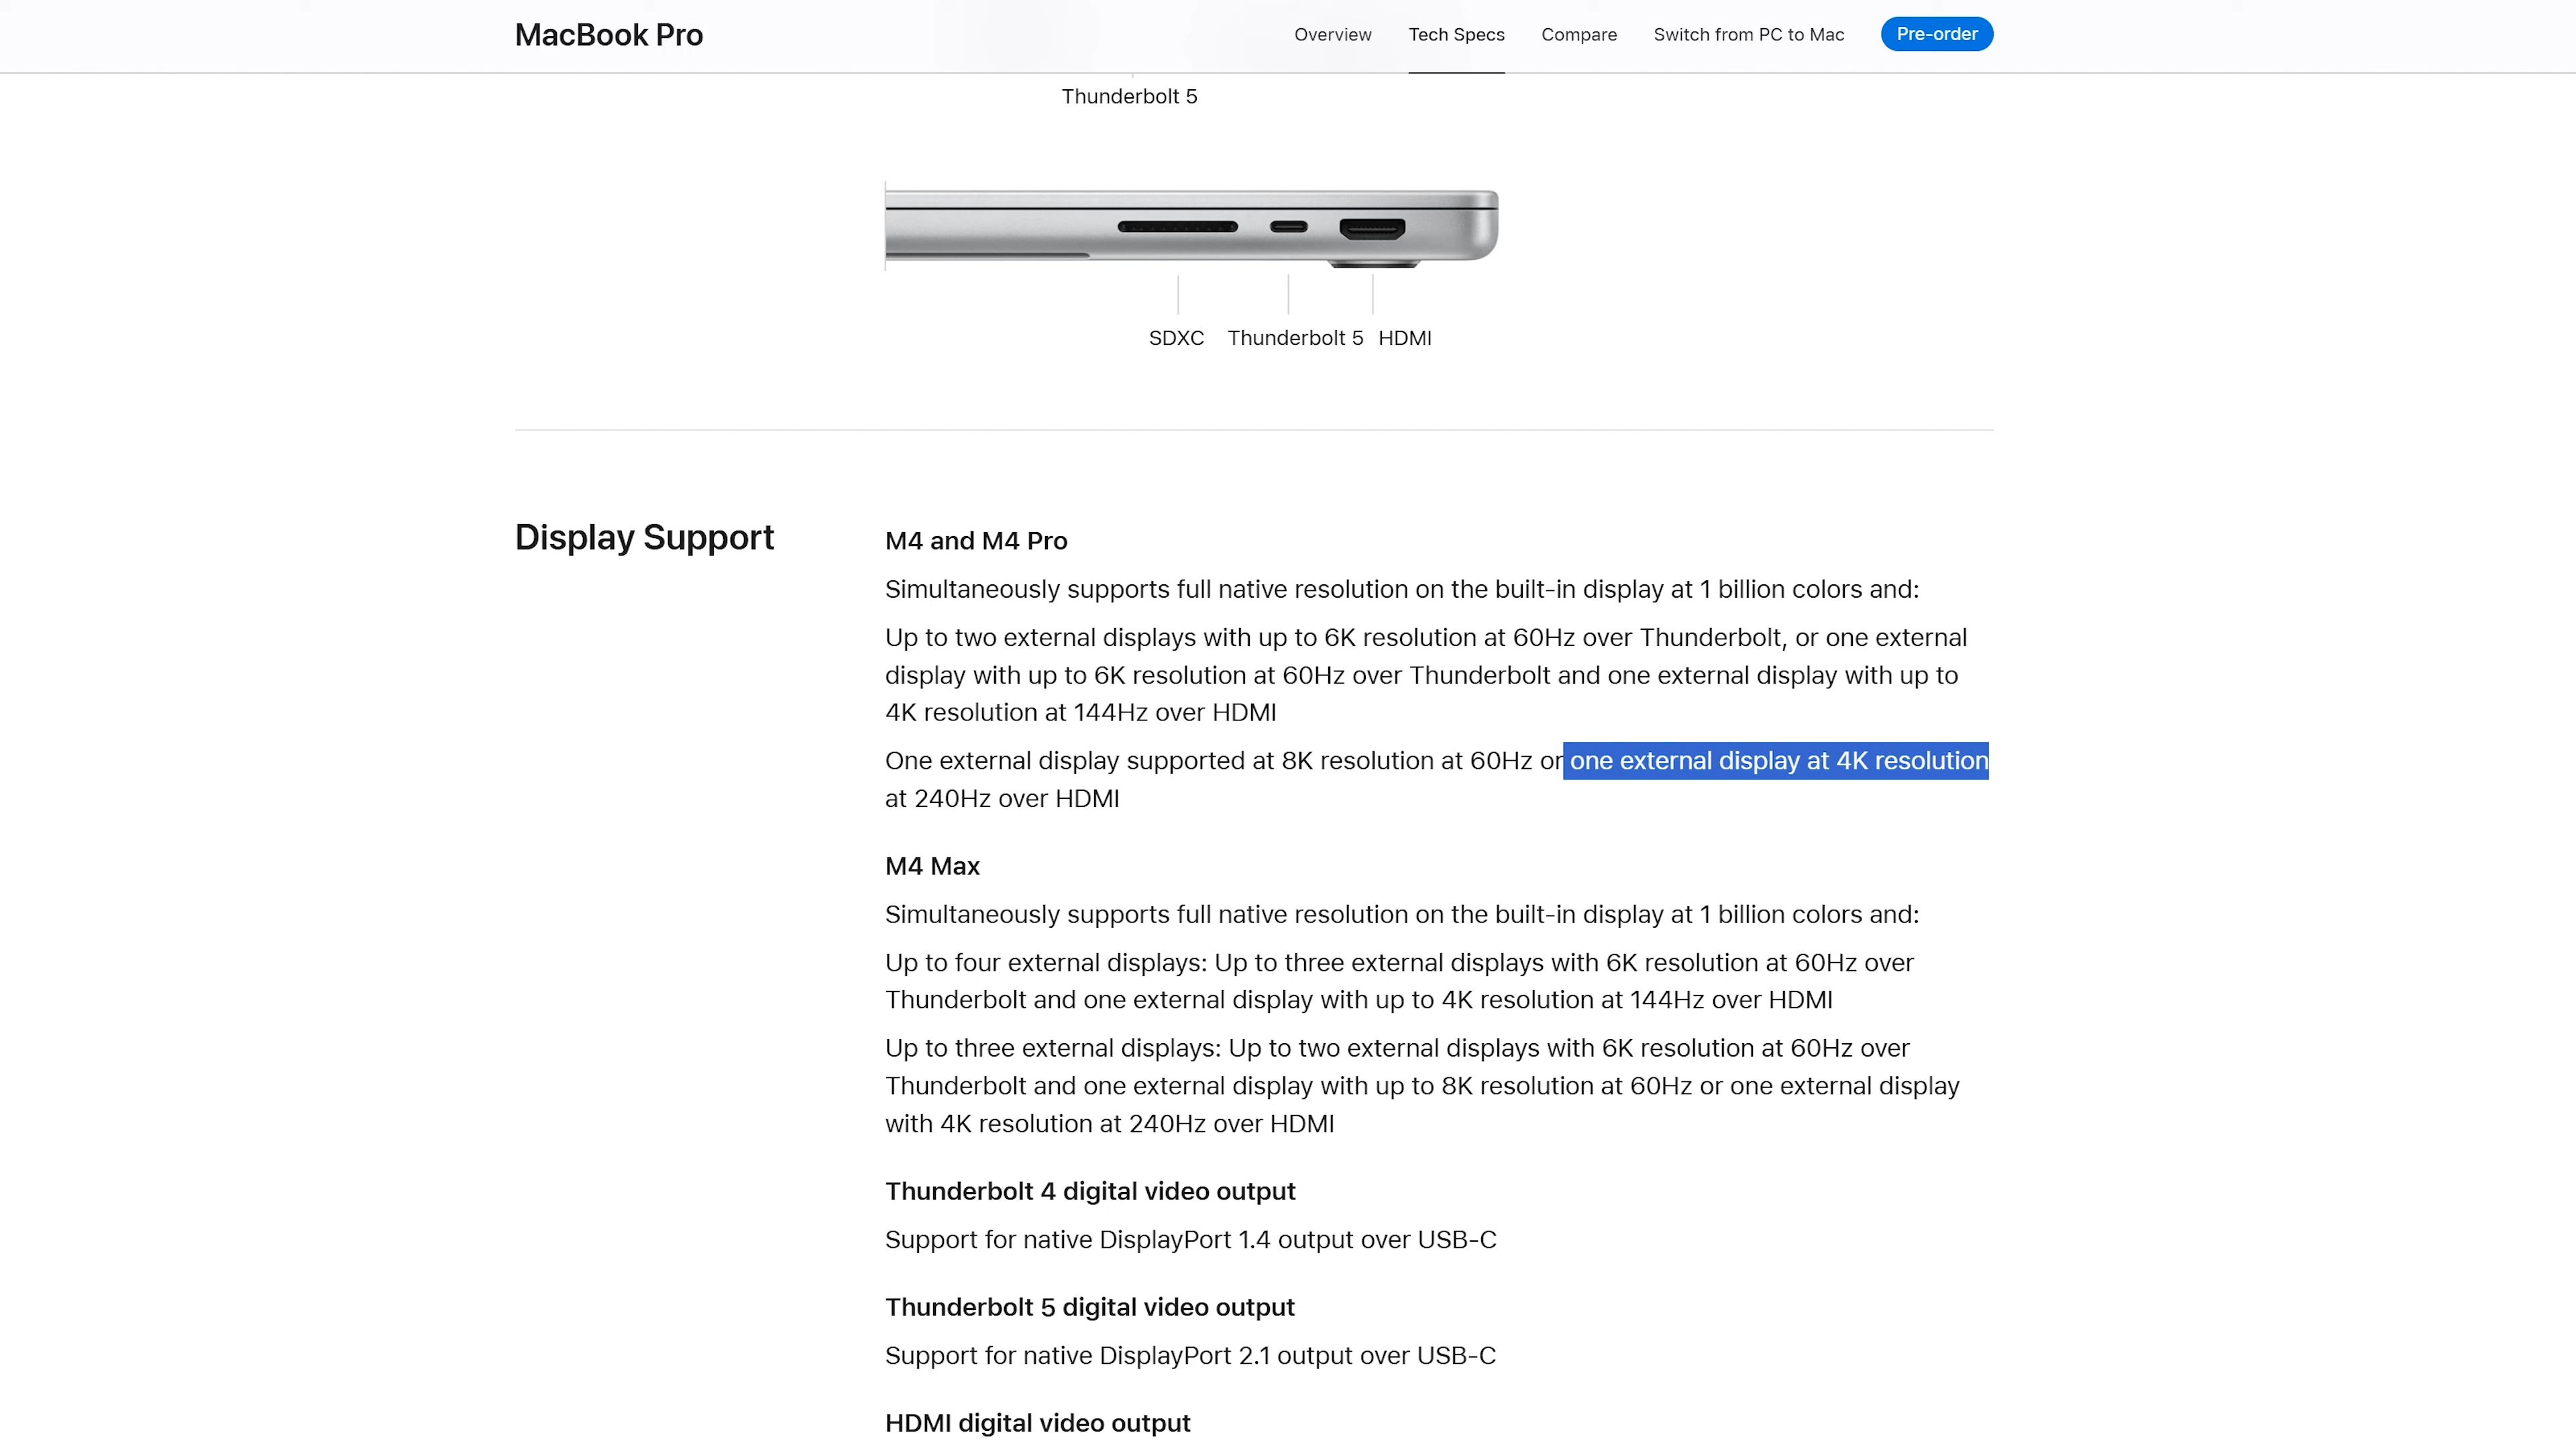 MacBook Pro
Overview
Tech Specs
Compare
Switch from PC to Mac
Pre-order
Thunderbolt 5
SDXC
Thunderbolt 5
HDMI
Display Support
M4 and M4 Pro
Simultaneously supports full native resolution on the built-in display at 1 billion colors and:
Up to two external displays with up to 6K resolution at 60Hz over Thunderbolt, or one external
display with up to 6K resolution at 60Hz over Thunderbolt and one external display with up to
4K resolution at 144Hz over HDMI
One external display supported at 8K resolution at 60Hz or one external display at 4K resolution
at 240Hz over HDMI
M4 Max
Simultaneously supports full native resolution on the built-in display at 1 billion colors and:
Up to four external displays: Up to three external displays with 6K resolution at 60Hz over
Thunderbolt and one external display with up to 4K resolution at 144Hz over HDMI
Up to three external displays: Up to two external displays with 6K resolution at 60Hz over
Thunderbolt and one external display with up to 8K resolution at 60Hz or one external display
with 4K resolution at 240Hz over HDMI
Thunderbolt 4 digital video output
Support for native DisplayPort 1.4 output over USB-C
Thunderbolt 5 digital video output
Support for native DisplayPort 2.1 output over USB-C
HDMI digital video output